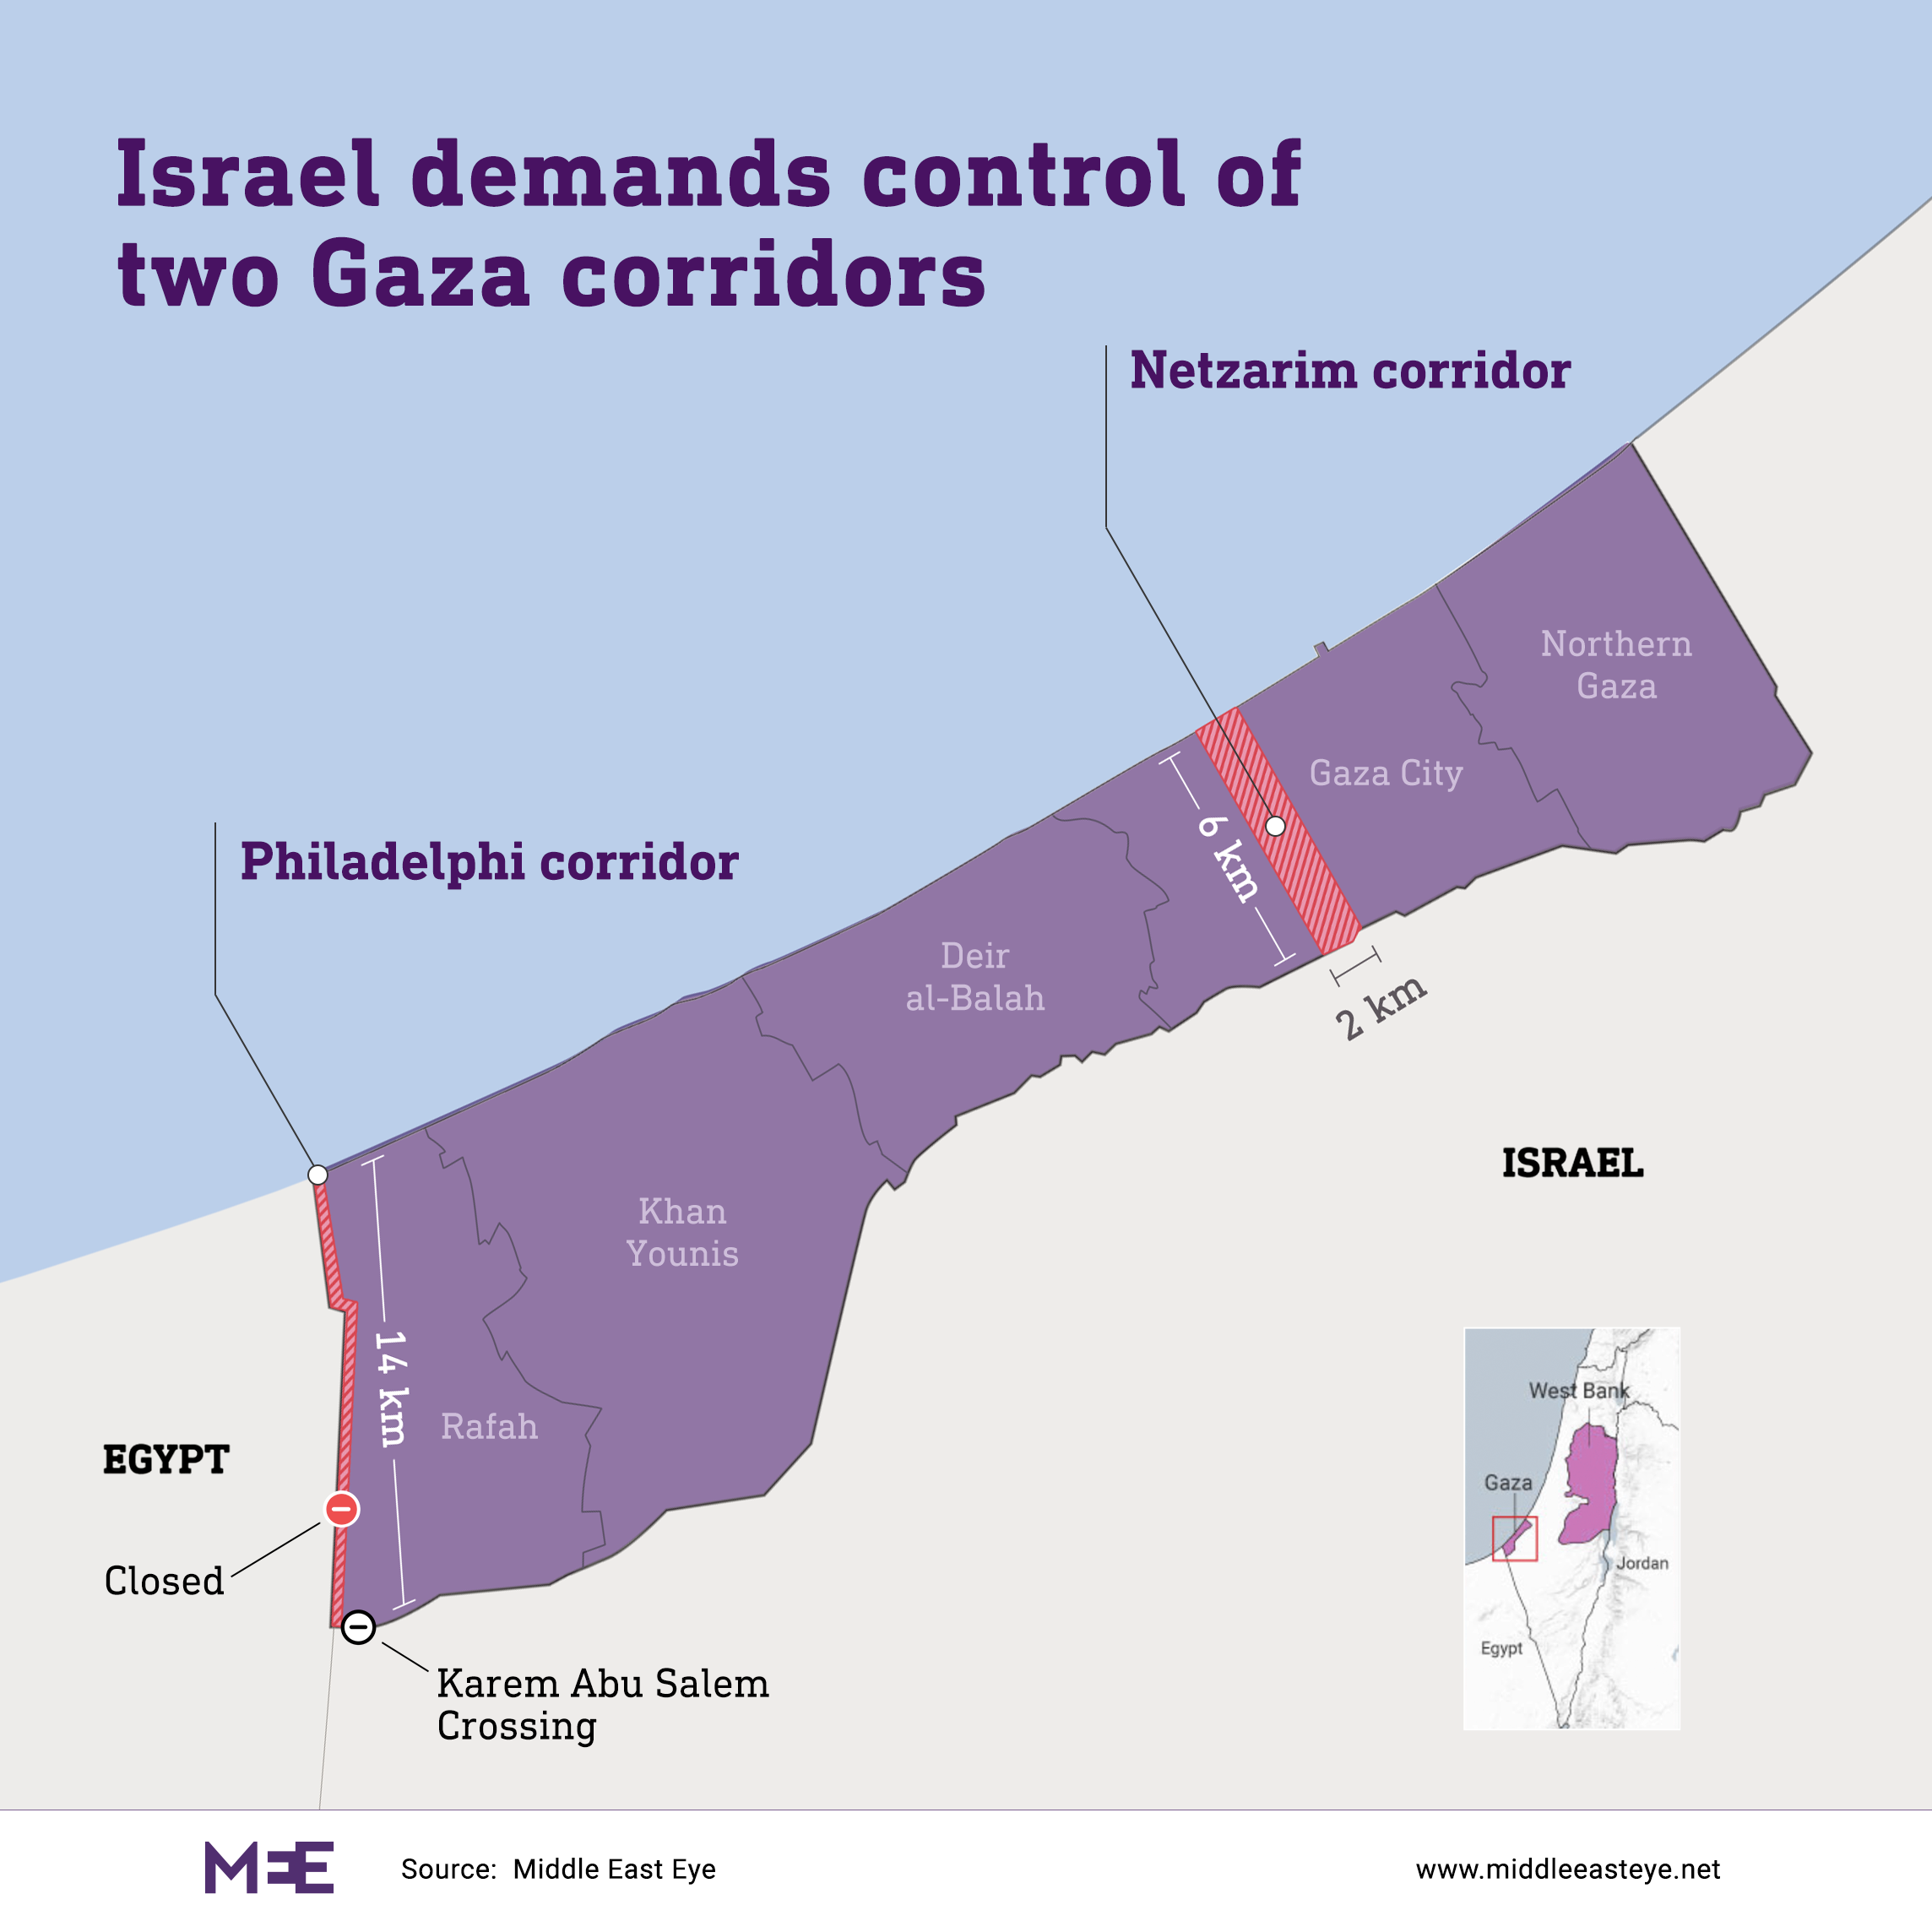 Israel demands control of
two Gaza corridors
Netzarim corridor
Northern
Gaza
Gaza City
6 km
2 km
Philadelphi corridor
Deir
al-Balah
Khan
Younis
14 km
Rafah
ISRAEL
EGYPT
Closed
Karem Abu Salem
Crossing
West Bank
Gaza
Jordan
Egypt
MEE
Source: Middle East Eye
www.middleeasteye.net